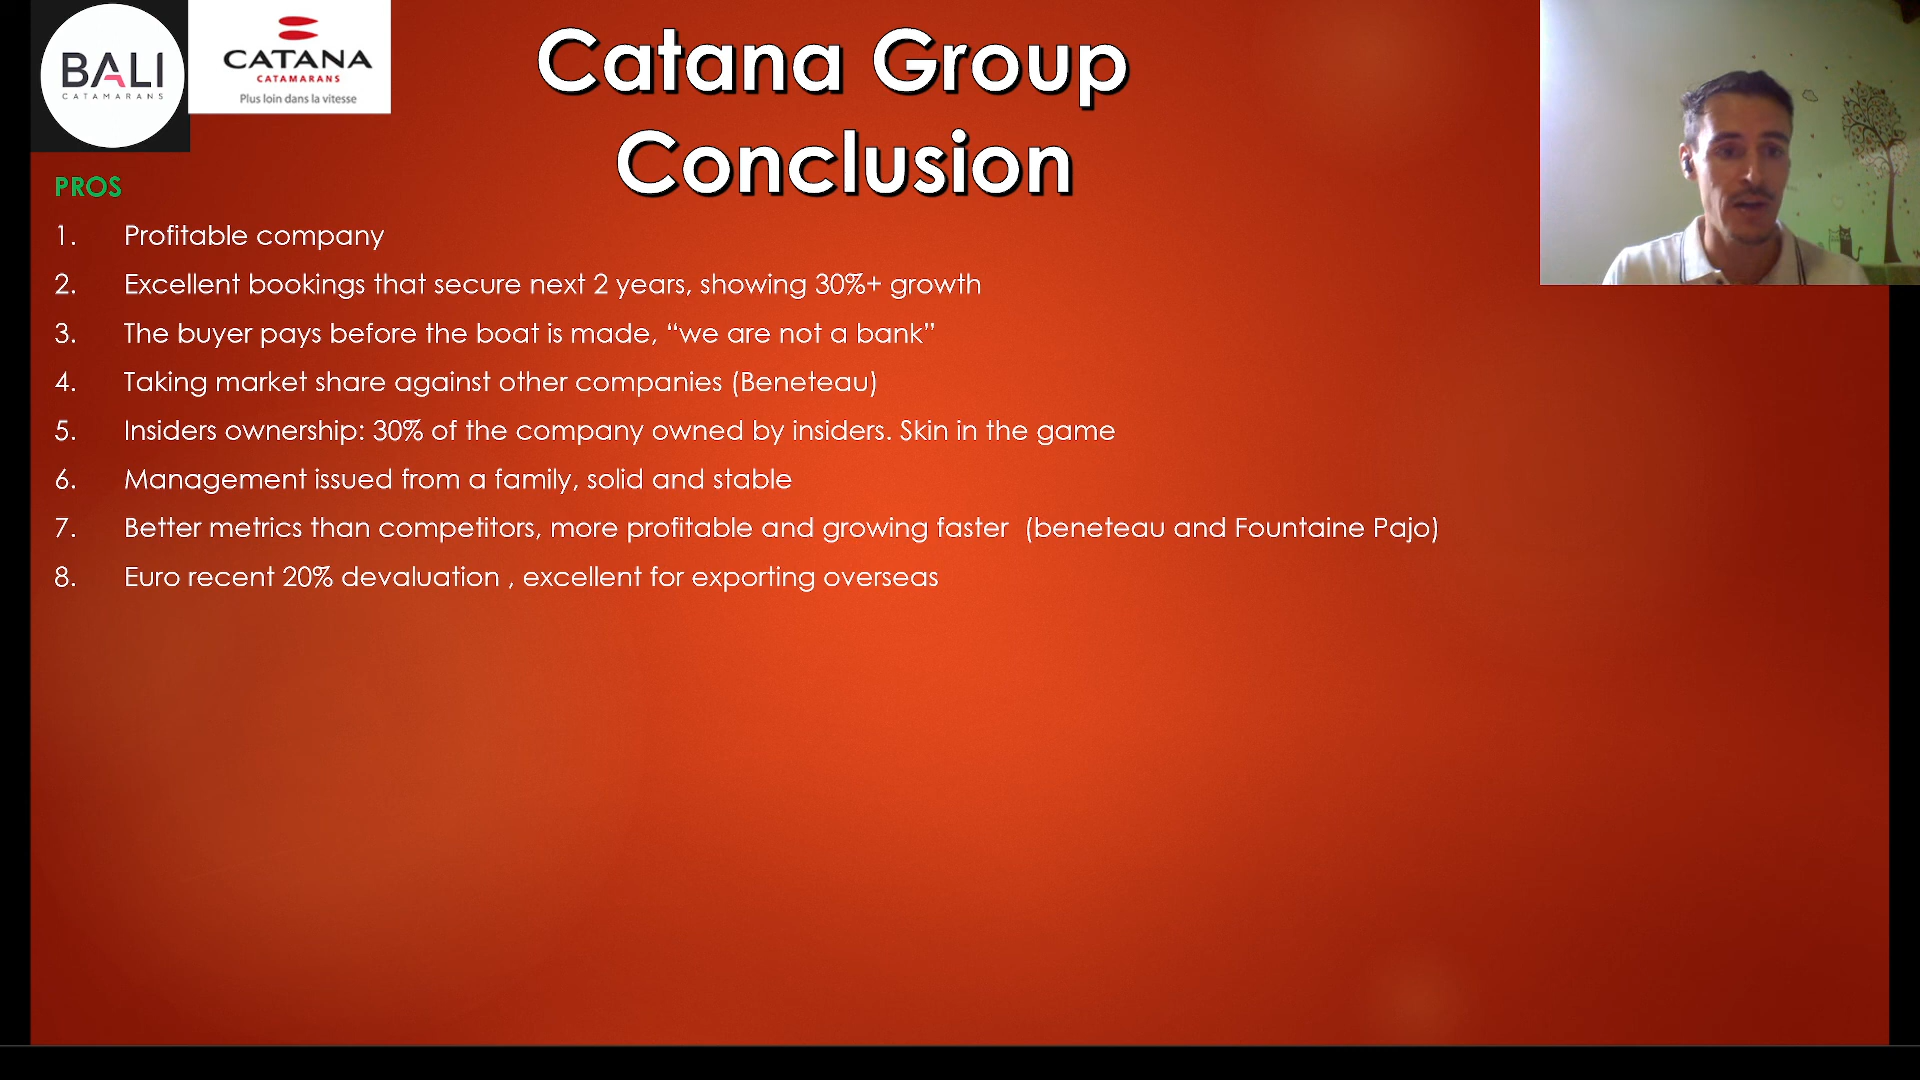 BALI
CATAMARANS
CATANA
CATAMARANS
Plus loin dans la vitesse
Catana Group
Conclusion
PROS
1. Profitable company
2. Excellent bookings that secure next 2 years, showing 30%+ growth
3. The buyer pays before the boat is made, “we are not a bank”
4. Taking market share against other companies (Beneteau)
5. Insiders ownership: 30% of the company owned by insiders. Skin in the game
6. Management issued from a family, solid and stable
7. Better metrics than competitors, more profitable and growing faster (beneteau and Fountaine Pajo)
8. Euro recent 20% devaluation , excellent for exporting overseas